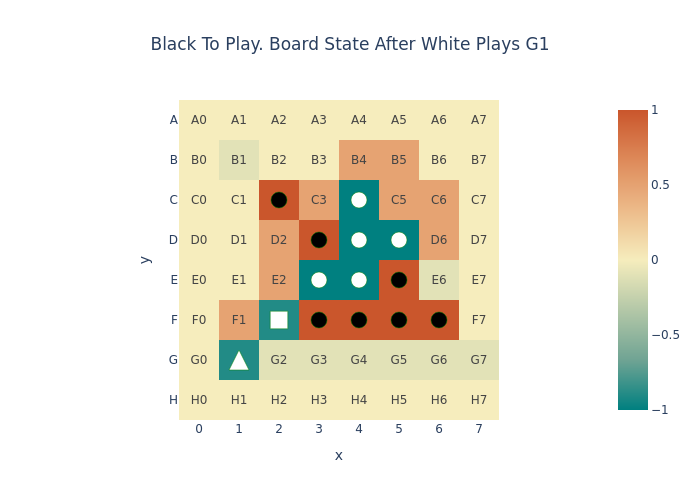 Black To Play. Board State After White Plays G1
A A0 A1 A2 A3 A4 A5 A6 A7
B B0 B1 B2 B3 B4 B5 B6 B7
C C0 C1 C3 C5 C6 C7
D D0 D1 D2 D6 D7
E E0 E1 E2 E6 E7
F F0 F1 F7
G G0 G2 G3 G4 G5 G6 G7
H H0 H1 H2 H3 H4 H5 H6 H7
0 1 2 3 4 5 6 7
x
y
1
0.5
0
−0.5
−1